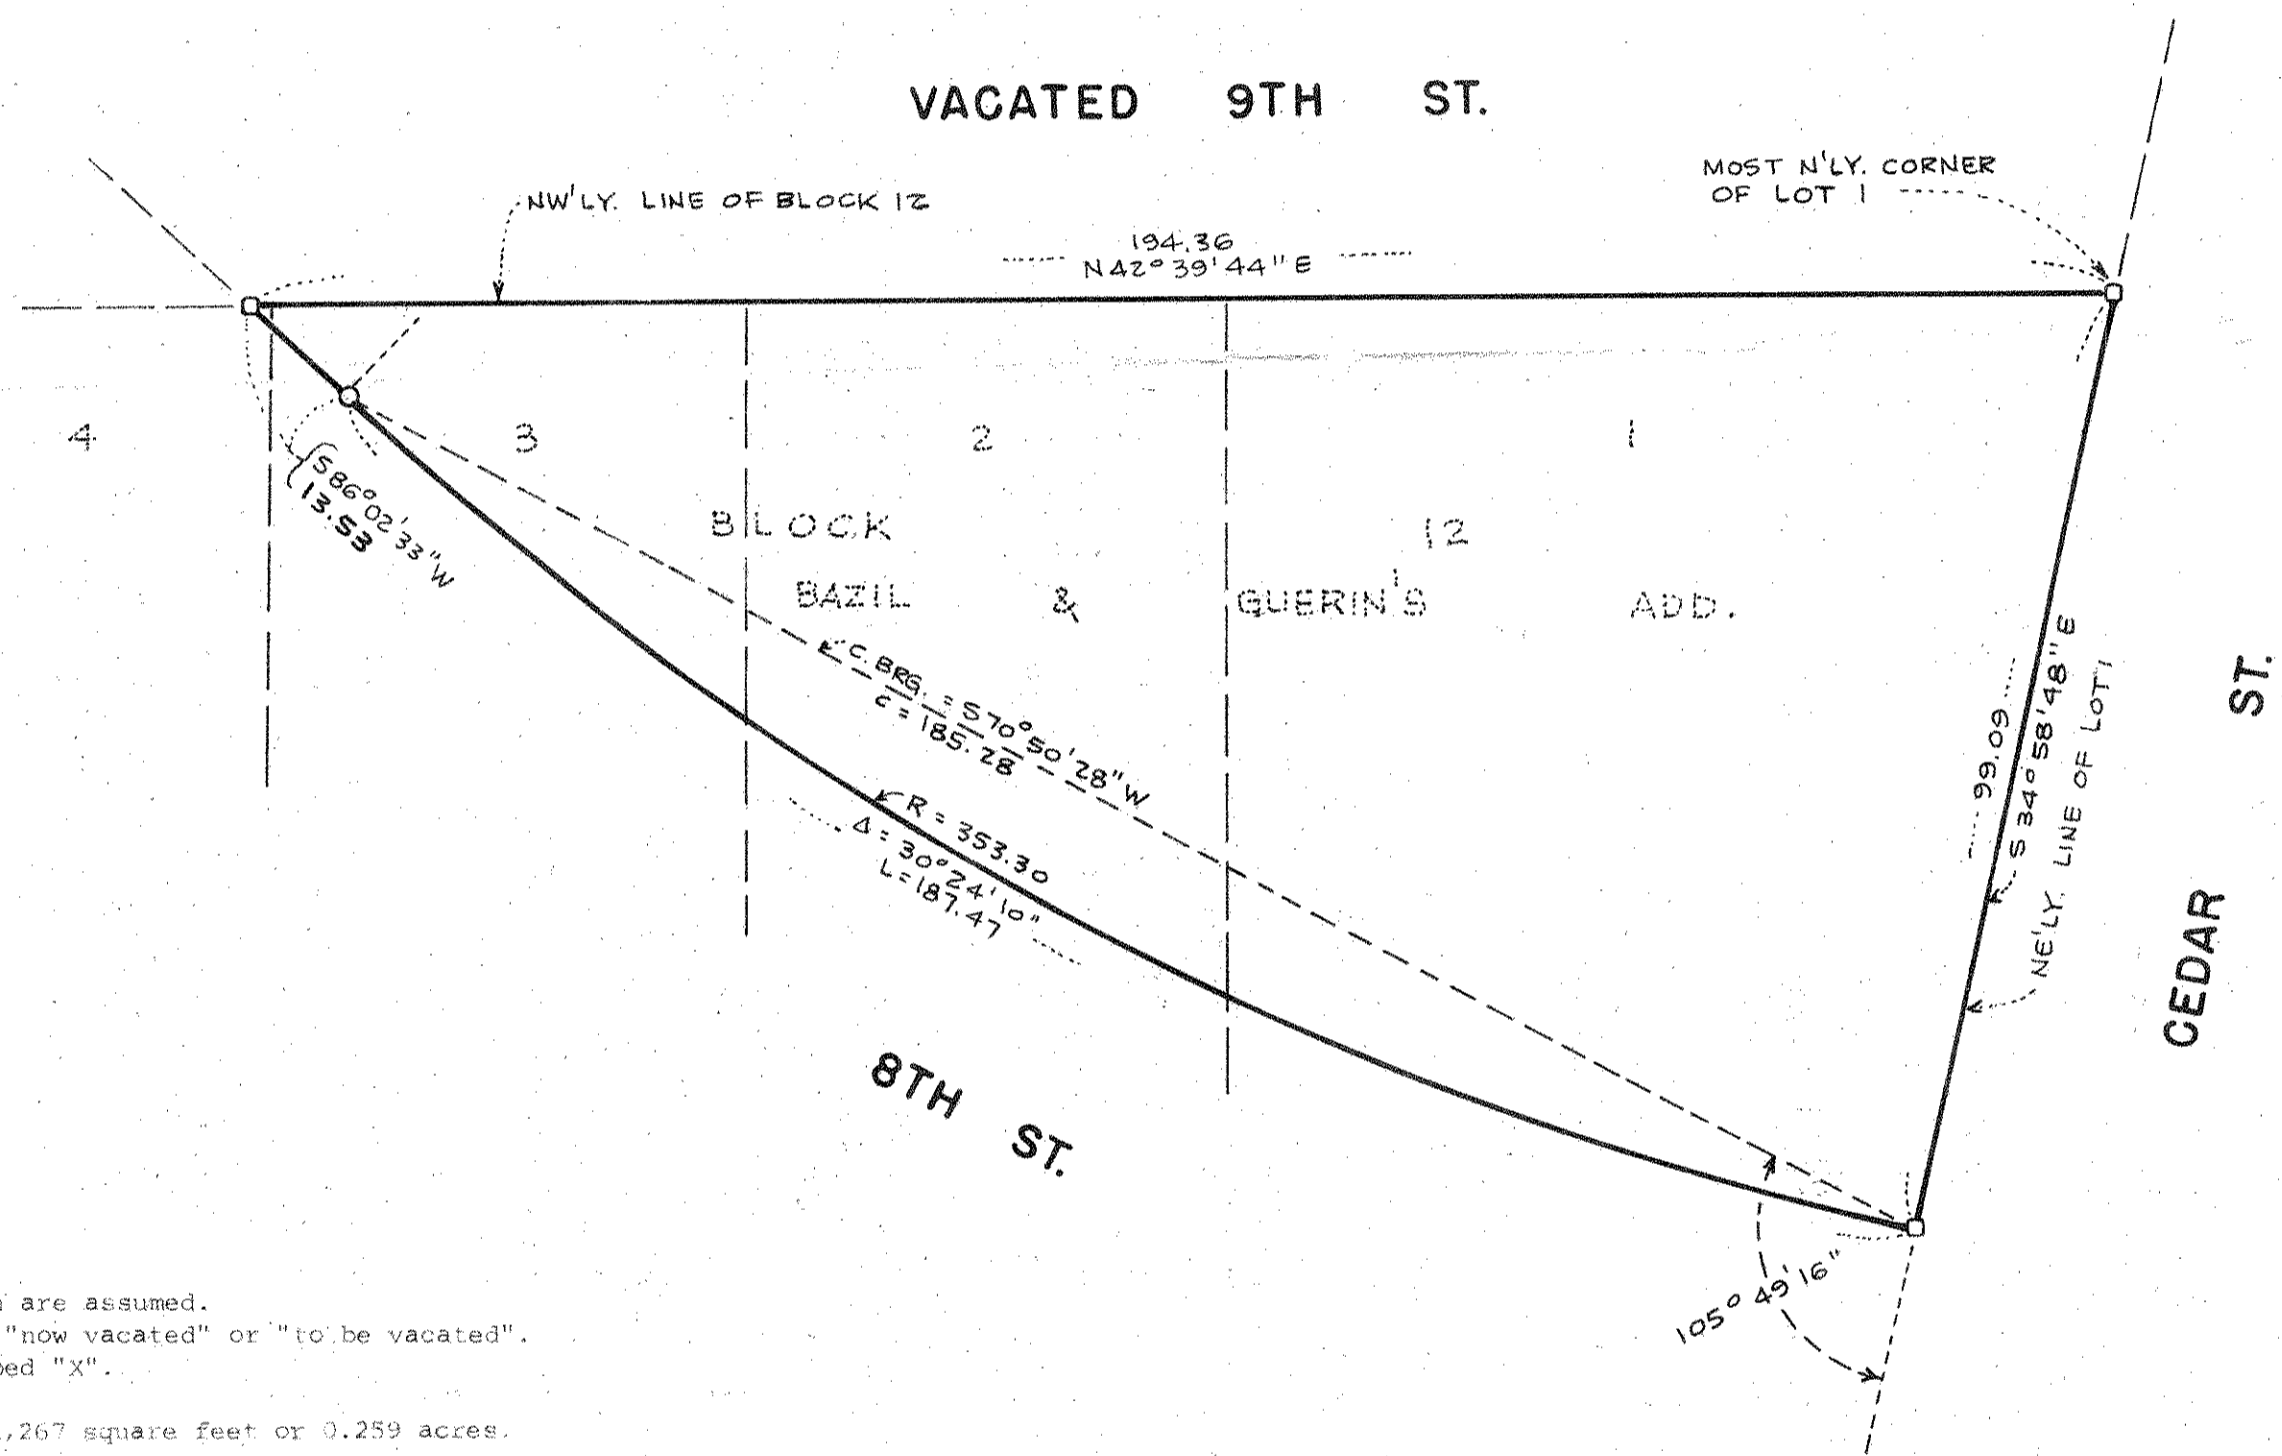 VACATED 9TH ST.
MOST N'LY. CORNER
OF LOT 1
NW'LY. LINE OF BLOCK 12
194.36
N42°39'44"E
4
3
2
1
S86°02'33"W
13.53
BLOCK 12
BAZIL & GUERIN'S ADD.
C. BRG. = S70°50'28"W
C = 185.28
R = 353.30
Δ = 30°24'10"
L=187.47
99.09
S 34°58'48"E
NE'LY. LINE OF LOT 1
CEDAR ST.
8TH ST.
105° 49' 16"
are assumed.
"now vacated" or "to be vacated".
"X".
,267 square feet or 0.259 acres.